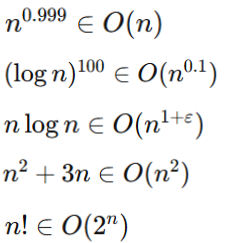 n^{0.999} ∈ O(n)
(log n)^{100} ∈ O(n^{0.1})
n log n ∈ O(n^{1+ε})
n^2 + 3n ∈ O(n^2)
n! ∈ O(2^n)